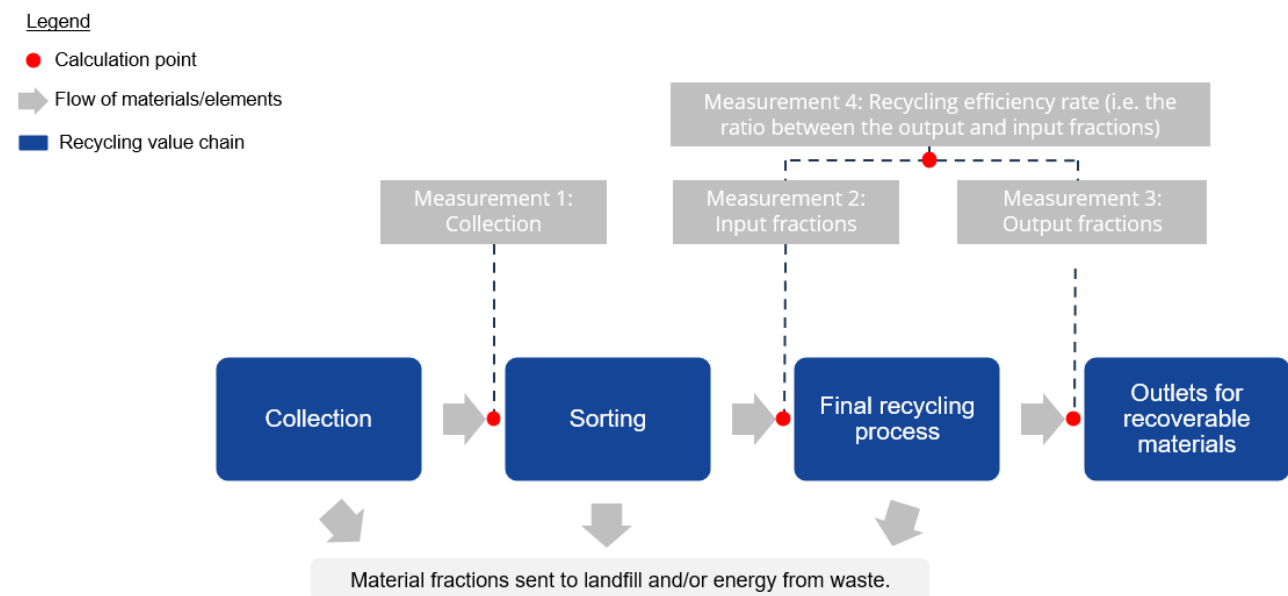 Legend
Calculation point
Flow of materials/elements
Recycling value chain
Measurement 4: Recycling efficiency rate (i.e. the
ratio between the output and input fractions)
Measurement 1:
Collection
Measurement 2:
Input fractions
Measurement 3:
Output fractions
Collection
Sorting
Final recycling
process
Outlets for
recoverable
materials
Material fractions sent to landfill and/or energy from waste.